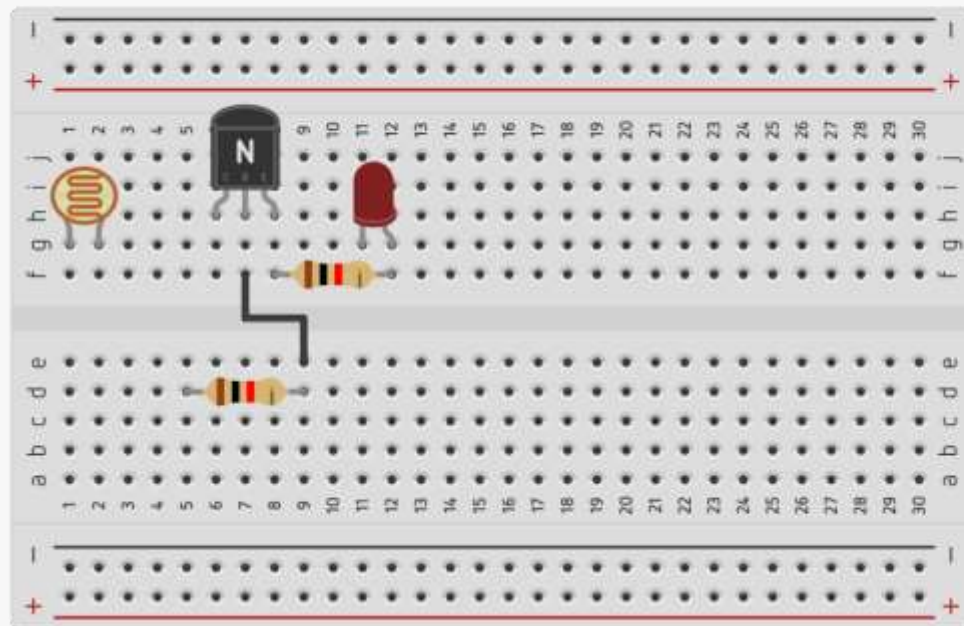 − −
+ +
1 2 3 4 5 9 10 11 12 13 14 15 16 17 18 19 20 21 22 23 24 25 26 27 28 29 30
j j
N
i i
h h
g g
f f
e e
d d
c c
b b
a a
1 2 3 4 5 6 7 8 9 10 11 12 13 14 15 16 17 18 19 20 21 22 23 24 25 26 27 28 29 30
− −
+ +